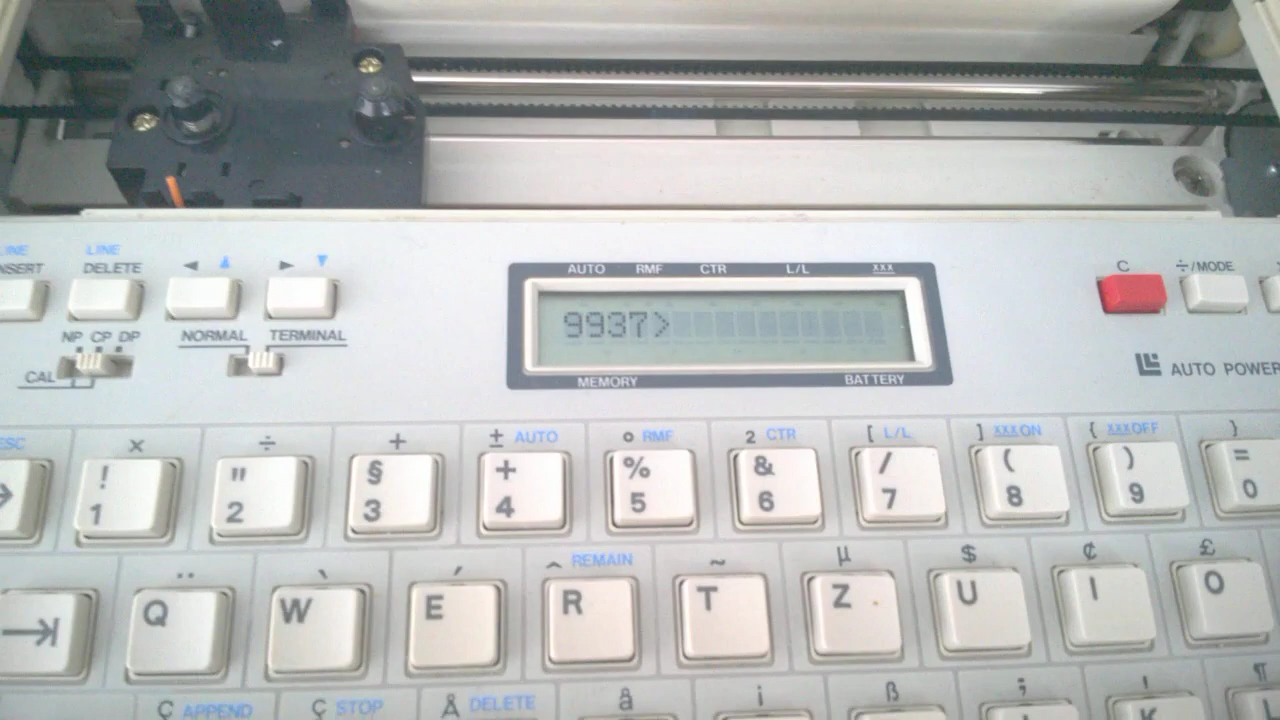 LINE LINE
INSERT DELETE ◄ ▲ ► ▼
NP CP DP NORMAL TERMINAL
CAL
AUTO RMF CTR L/L XXX
9937>
MEMORY BATTERY
C ÷/MODE
AUTO POWER
ESC × ÷ + ± AUTO ° RMF 2 CTR [ L/L ] XXX ON { XXX OFF }
! " § + % & / ( ) =
1 2 3 4 5 6 7 8 9 0
¨ ` ´ ^ REMAIN ~ µ $ ¢ £
Q W E R T Z U I O
Ç APPEND Ç STOP Å DELETE å ¡ ß ¶